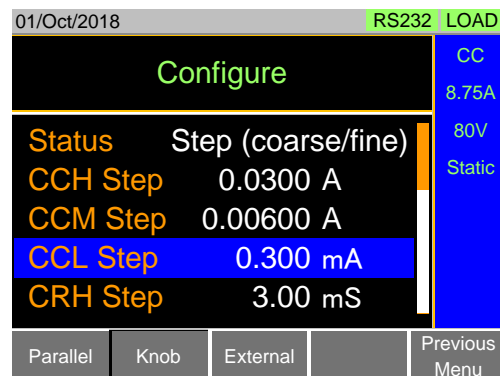 01/Oct/2018 RS232 LOAD
Configure
CC
8.75A
80V
Static
Status Step (coarse/fine)
CCH Step 0.0300 A
CCM Step 0.00600 A
CCL Step 0.300 mA
CRH Step 3.00 mS
Parallel Knob External Previous
Menu